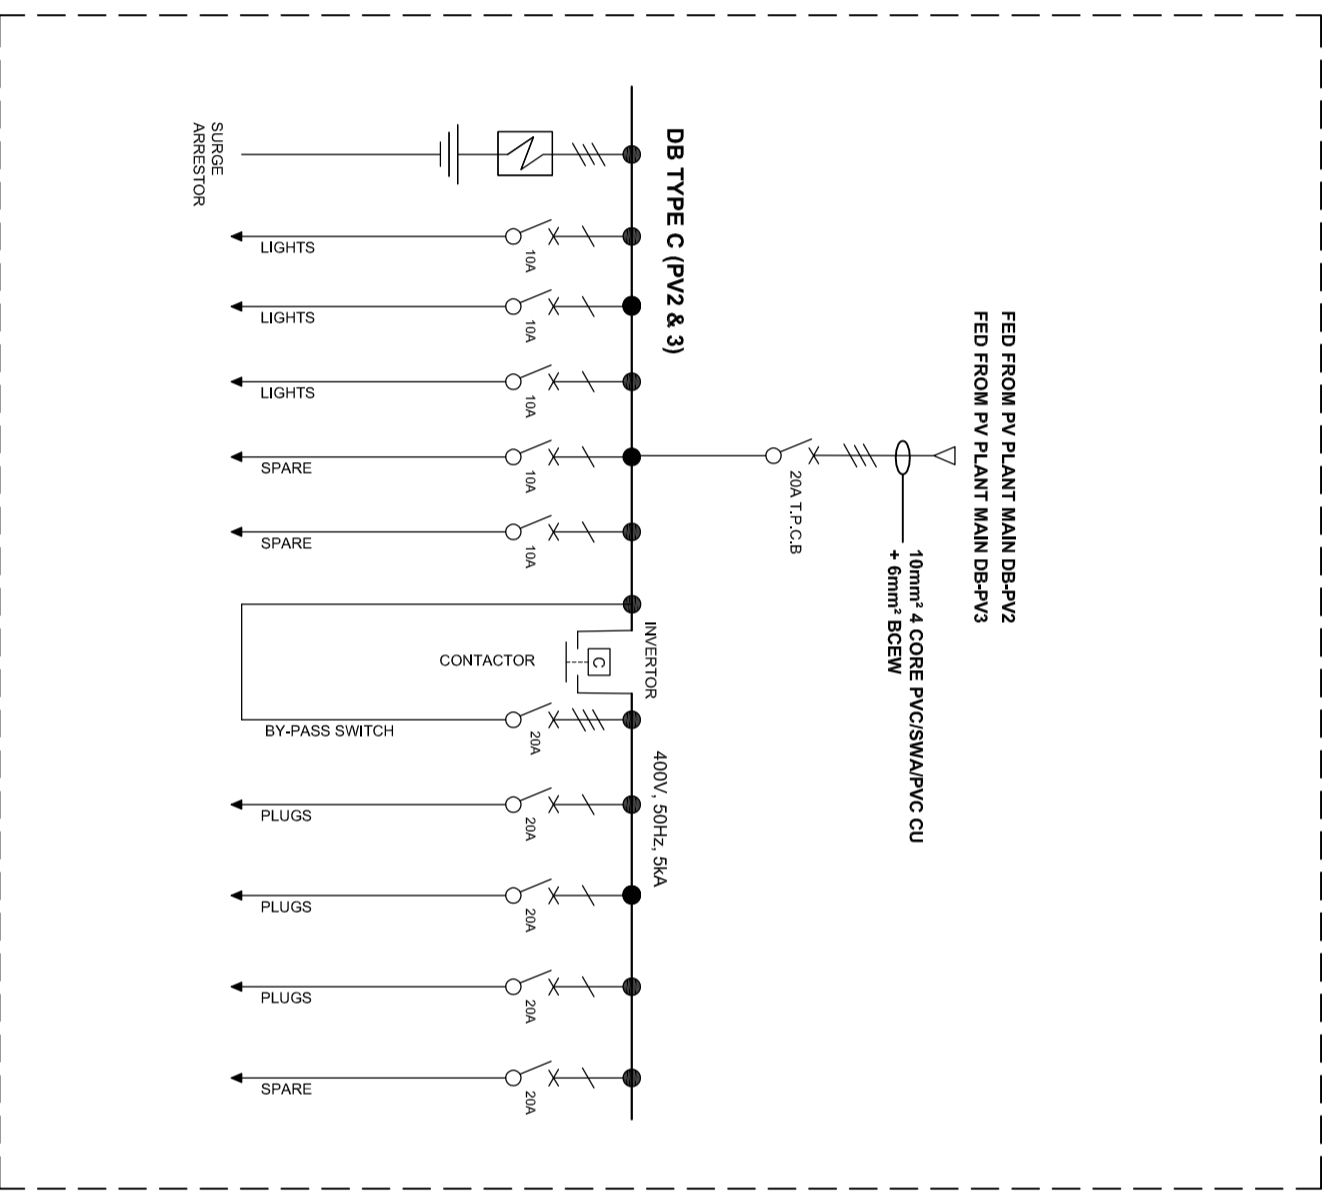 FED FROM PV PLANT MAIN DB-PV2
FED FROM PV PLANT MAIN DB-PV3
10mm² 4 CORE PVC/SWA/PVC CU
+ 6mm² BCEW
20A T.P.C.B
DB TYPE C (PV2 & 3)
INVERTOR
400V, 50Hz, 5kA
SURGE
ARRESTOR
10A
LIGHTS
10A
LIGHTS
10A
LIGHTS
10A
SPARE
10A
SPARE
C
CONTACTOR
20A
BY-PASS SWITCH
20A
PLUGS
20A
PLUGS
20A
PLUGS
20A
SPARE